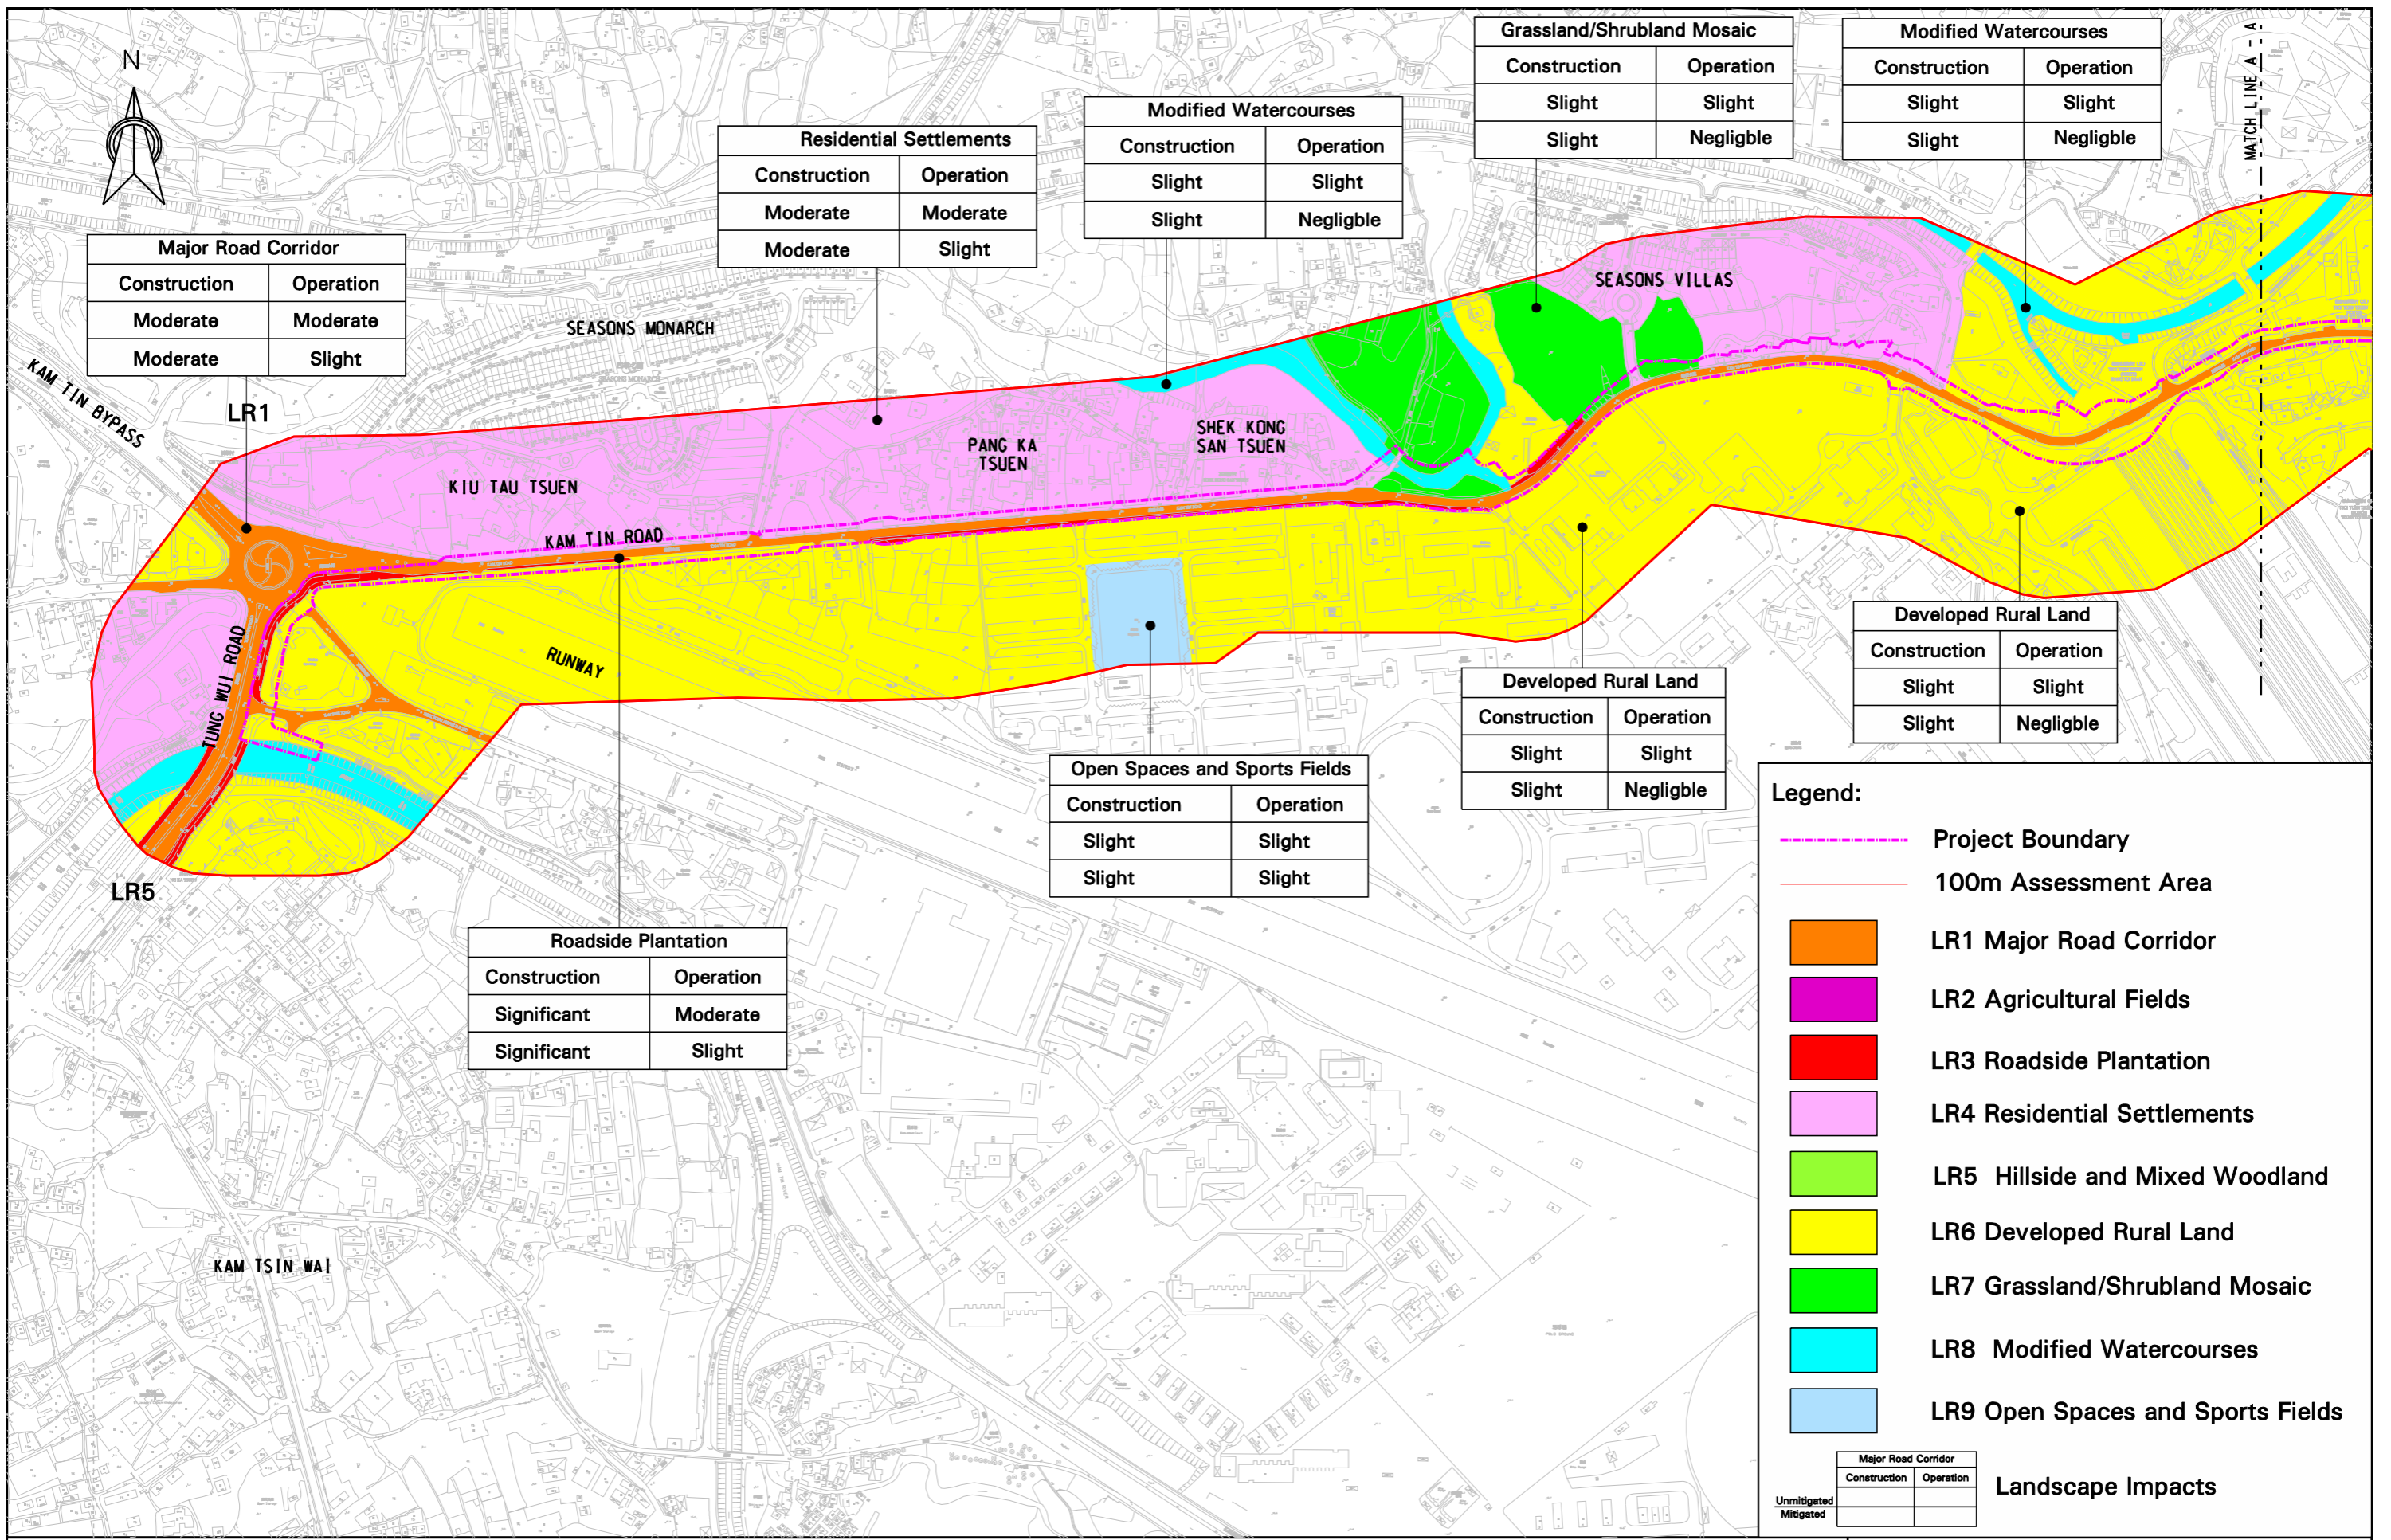 N
Grassland/Shrubland Mosaic
Construction Operation
Slight Slight
Slight Negligble
Modified Watercourses
Construction Operation
Slight Slight
Slight Negligble
MATCH LINE A - A
Modified Watercourses
Construction Operation
Slight Slight
Slight Negligble
Residential Settlements
Construction Operation
Moderate Moderate
Moderate Slight
Major Road Corridor
Construction Operation
Moderate Moderate
Moderate Slight
SEASONS VILLAS
SEASONS MONARCH
KAM TIN BYPASS
LR1
PANG KA
TSUEN
SHEK KONG
SAN TSUEN
KIU TAU TSUEN
KAM TIN ROAD
TUNG WUI ROAD
RUNWAY
LR5
Developed Rural Land
Construction Operation
Slight Slight
Slight Negligble
Developed Rural Land
Construction Operation
Slight Slight
Slight Negligble
Open Spaces and Sports Fields
Construction Operation
Slight Slight
Slight Slight
Roadside Plantation
Construction Operation
Significant Moderate
Significant Slight
KAM TSIN WAI
Legend:
Project Boundary
100m Assessment Area
LR1 Major Road Corridor
LR2 Agricultural Fields
LR3 Roadside Plantation
LR4 Residential Settlements
LR5 Hillside and Mixed Woodland
LR6 Developed Rural Land
LR7 Grassland/Shrubland Mosaic
LR8 Modified Watercourses
LR9 Open Spaces and Sports Fields
Major Road Corridor
Construction Operation
Unmitigated
Mitigated
Landscape Impacts